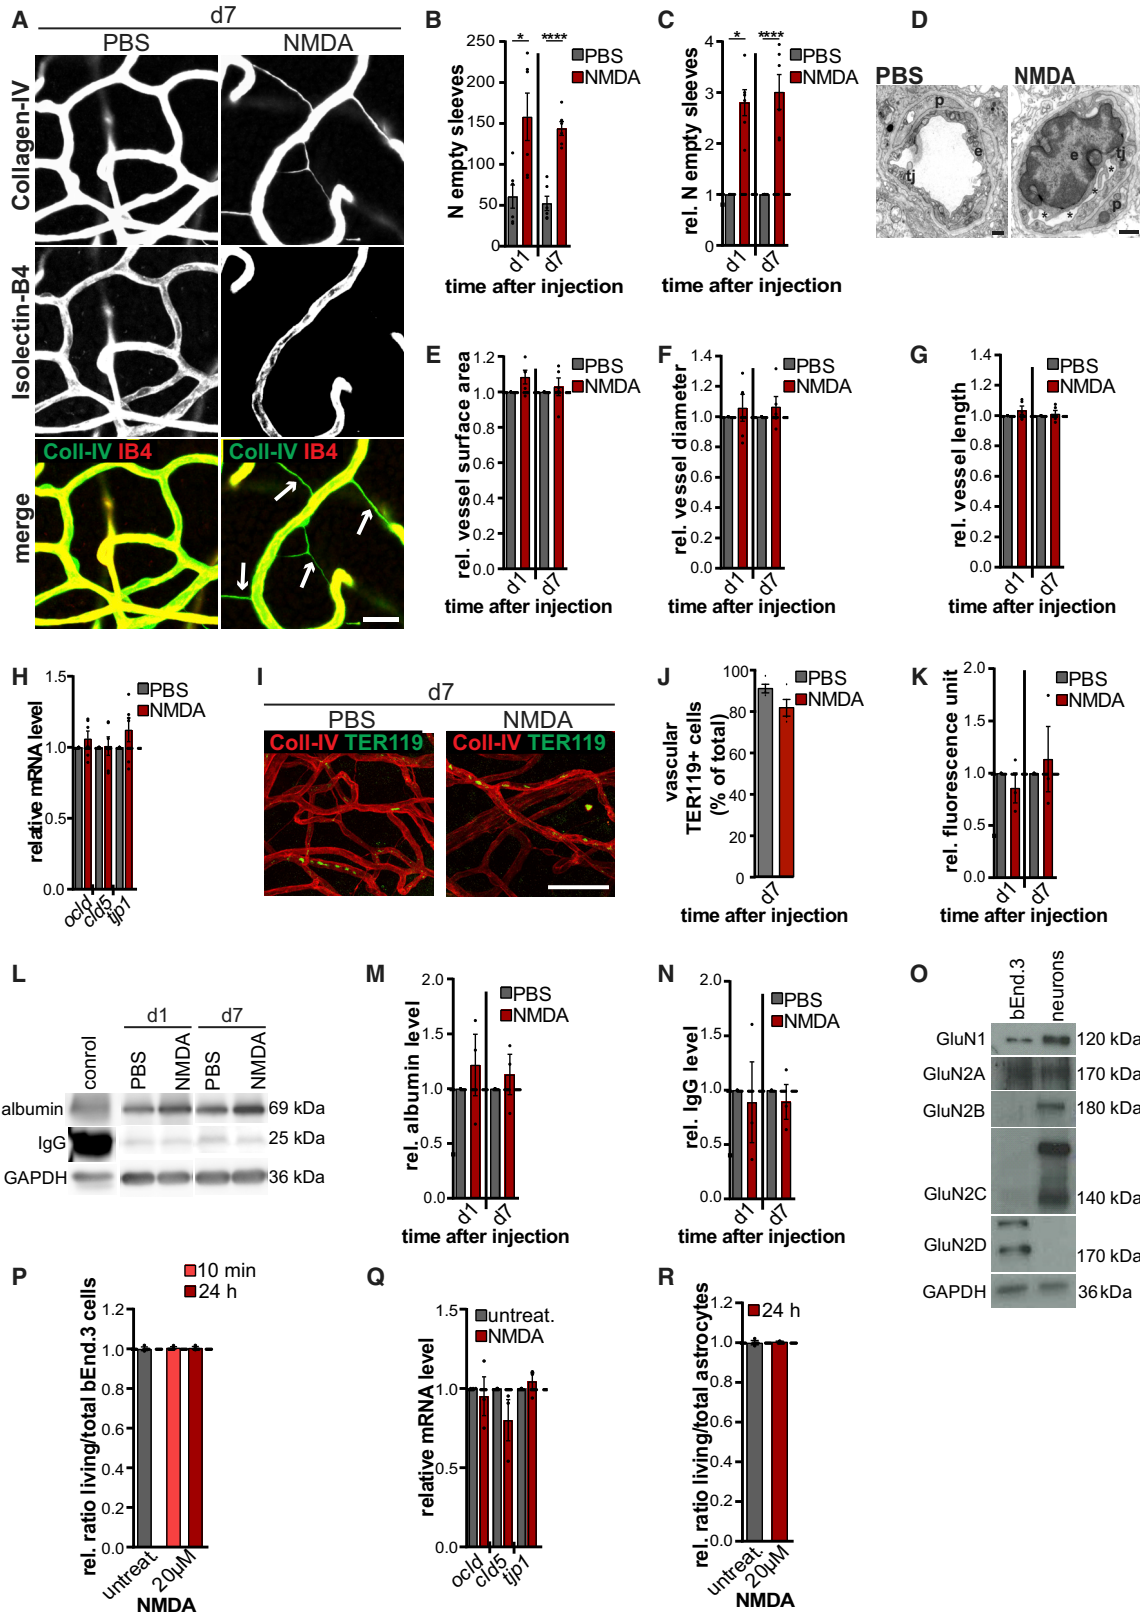 A
d7
PBS NMDA
Collagen-IV
Isolectin-B4
merge
Coll-IV IB4
Coll-IV IB4
B
N empty sleeves
250
200
150
100
50
0
* ****
PBS
NMDA
d1 d7
time after injection
C
rel. N empty sleeves
4
3
2
1
0
* ****
PBS
NMDA
d1 d7
time after injection
D
PBS NMDA
p
e
tj
e
tj
*
*
*
*
p
E
rel. vessel surface area
1.2
1.0
0.8
0.6
0.4
0.2
0.0
PBS
NMDA
d1 d7
time after injection
F
rel. vessel diameter
1.4
1.2
1.0
0.8
0.6
0.4
0.2
0.0
PBS
NMDA
d1 d7
time after injection
G
rel. vessel length
1.4
1.2
1.0
0.8
0.6
0.4
0.2
0.0
PBS
NMDA
d1 d7
time after injection
H
relative mRNA level
1.5
1.0
0.5
0.0
PBS
NMDA
ocld cld5 tjp1
I
d7
PBS NMDA
Coll-IV TER119
Coll-IV TER119
J
vascular
TER119+ cells
(% of total)
100
80
60
40
20
0
PBS
NMDA
d7
time after injection
K
rel. fluorescence unit
2.0
1.5
1.0
0.5
0.0
PBS
NMDA
d1 d7
time after injection
L
conrol
d1 d7
PBS NMDA PBS NMDA
albumin 69 kDa
IgG 25 kDa
GAPDH 36 kDa
M
rel. albumin level
2.0
1.5
1.0
0.5
0.0
PBS
NMDA
d1 d7
time after injection
N
rel. IgG level
2.0
1.5
1.0
0.5
0.0
PBS
NMDA
d1 d7
time after injection
O
bEnd.3 neurons
GluN1 120 kDa
GluN2A 170 kDa
GluN2B 180 kDa
GluN2C 140 kDa
GluN2D 170 kDa
GAPDH 36 kDa
P
rel. ratio living/total bEnd.3 cells
10 min
24 h
1.2
1.0
0.8
0.6
0.4
0.2
0.0
untreat. 20μM
NMDA
Q
relative mRNA level
1.5
1.0
0.5
0.0
untreat.
NMDA
ocld cld5 tjp1
R
rel. ratio living/total astrocytes
24 h
1.2
1.0
0.8
0.6
0.4
0.2
0.0
untreat. 20μM
NMDA